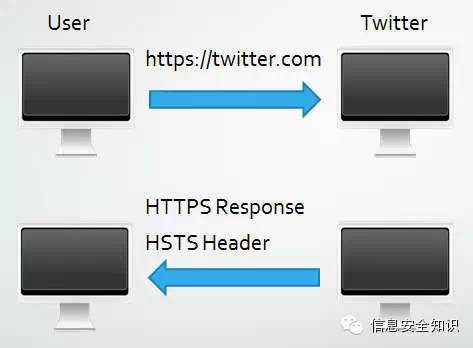 User
Twitter
https://twitter.com
HTTPS Response
HSTS Header
信息安全知识